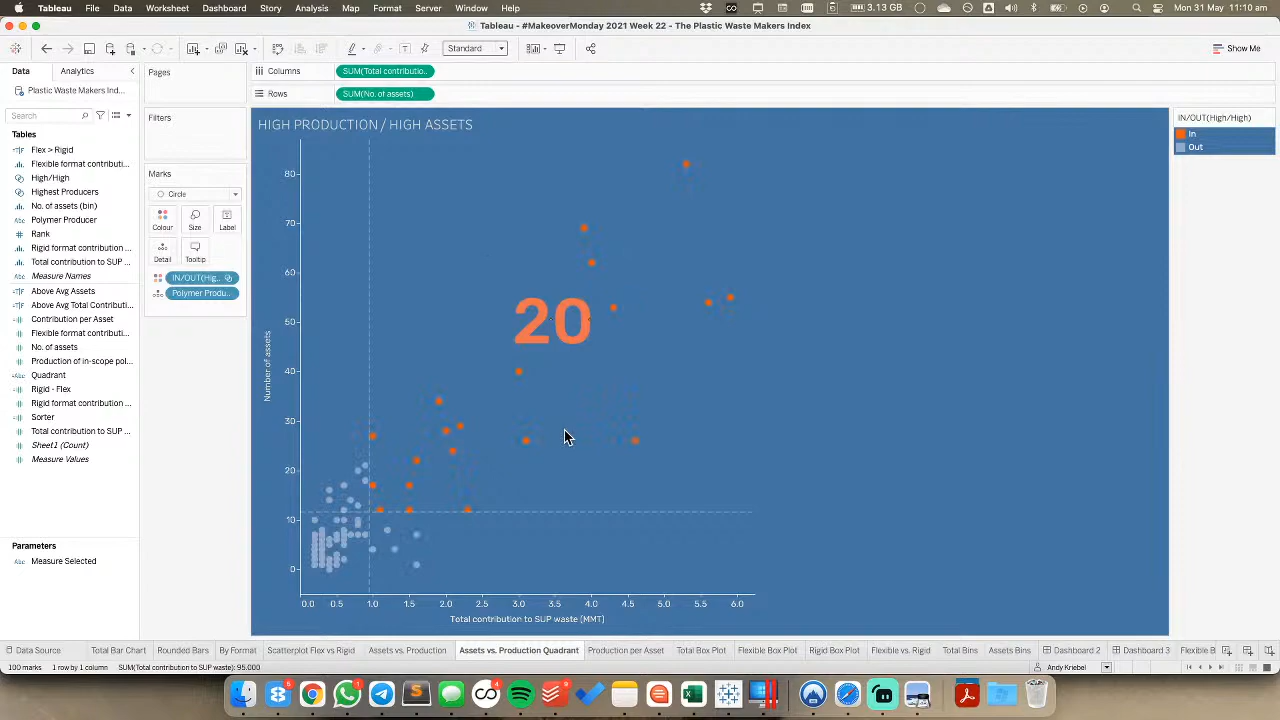 Tableau File Data Worksheet Dashboard Story Analysis Map Format Server Window Help 3.13 GB Mon 31 May 11:10 am
Tableau - #MakeoverMonday 2021 Week 22 - The Plastic Waste Makers Index
Standard Show Me
Data Analytics
Plastic Waste Makers Ind...
Search
Tables
Flex > Rigid
Flexible format contributi...
High/High
Highest Producers
No. of assets (bin)
Polymer Producer
Rank
Rigid format contribution ...
Total contribution to SUP ...
Measure Names
Above Avg Assets
Above Avg Total Contributi...
Contribution per Asset
Flexible format contributi...
No. of assets
Production of in-scope pol...
Quadrant
Rigid - Flex
Rigid format contribution ...
Sorter
Total contribution to SUP ...
Sheet1 (Count)
Measure Values
Parameters
Abc Measure Selected
Pages
Filters
Marks
Circle
Colour Size Label
Detail Tooltip
IN/OUT(Hig..
Polymer Produ..
Columns SUM(Total contributio..
Rows SUM(No. of assets)
HIGH PRODUCTION / HIGH ASSETS
20
Number of assets
80
70
60
50
40
30
20
10
0
0.0 0.5 1.0 1.5 2.0 2.5 3.0 3.5 4.0 4.5 5.0 5.5 6.0
Total contribution to SUP waste (MMT)
IN/OUT(High/High)
In
Out
Data Source Total Bar Chart Rounded Bars By Format Scatterplot Flex vs Rigid Assets vs. Production Assets vs. Production Quadrant Production per Asset Total Box Plot Flexible Box Plot Rigid Box Plot Flexible vs. Rigid Total Bins Assets Bins Dashboard 2 Dashboard 3 Flexible B
100 marks 1 row by 1 column SUM(Total contribution to SUP waste): 95.000 Andy Kriebel